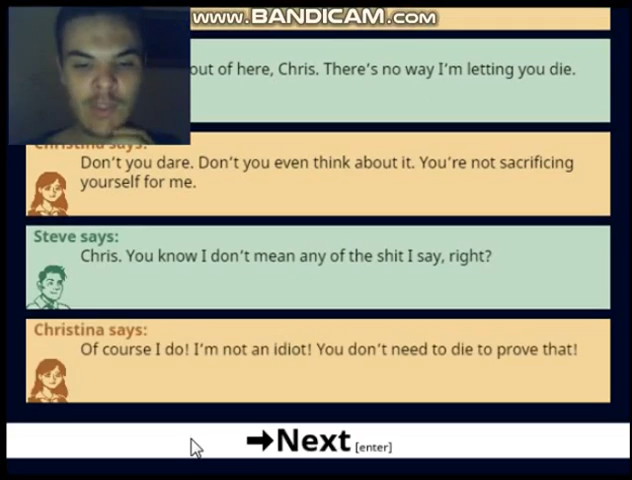 www.BANDICAM.com
out of here, Chris. There's no way I'm letting you die.
Christina says:
Don't you dare. Don't you even think about it. You're not sacrificing
yourself for me.
Steve says:
Chris. You know I don't mean any of the shit I say, right?
Christina says:
Of course I do! I'm not an idiot! You don't need to die to prove that!
➡Next [enter]